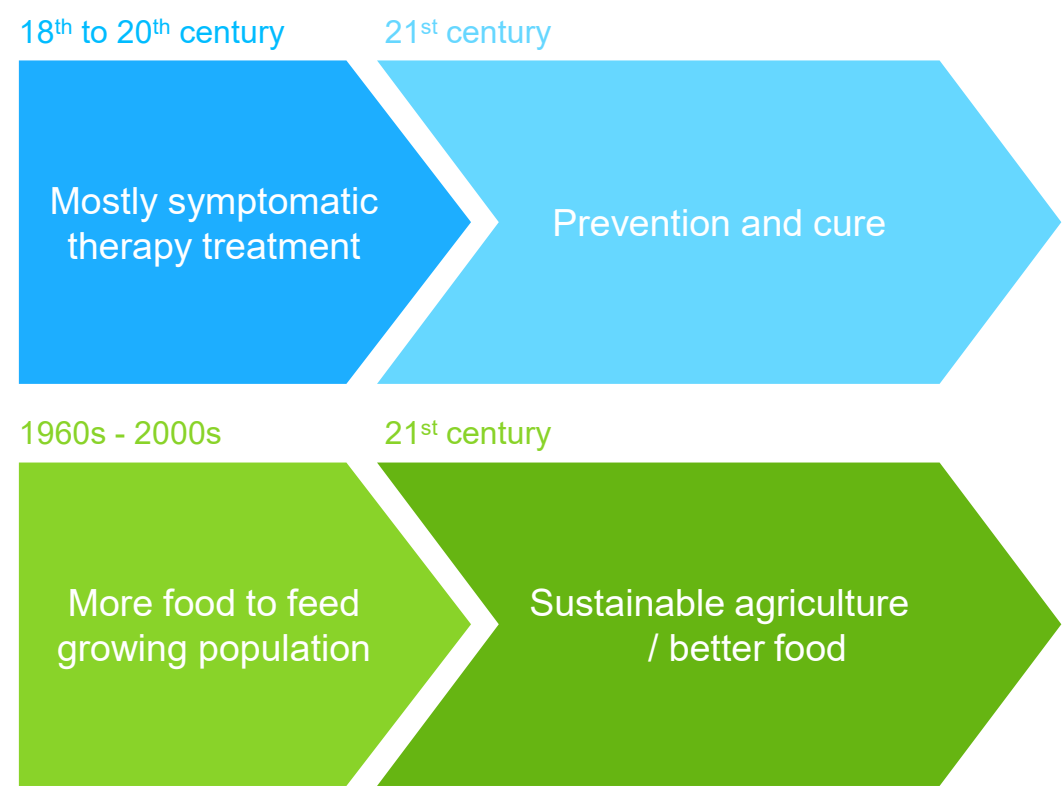 18th to 20th century
21st century
Mostly symptomatic
therapy treatment
Prevention and cure
1960s - 2000s
21st century
More food to feed
growing population
Sustainable agriculture
/ better food